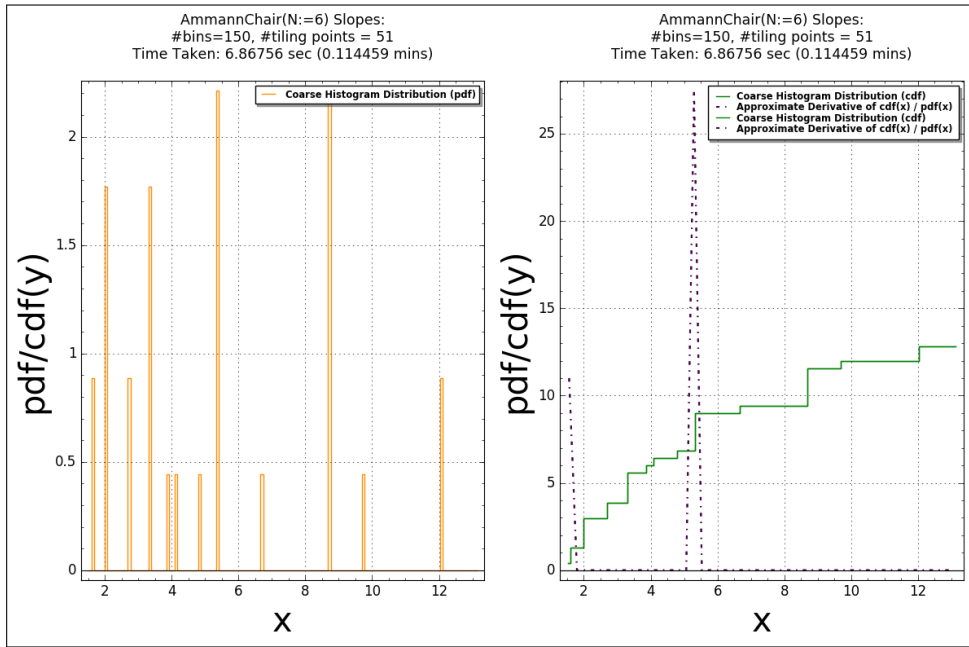 AmmannChair(N:=6) Slopes:
#bins=150, #tiling points = 51
Time Taken: 6.86756 sec (0.114459 mins)
Coarse Histogram Distribution (pdf)
pdf/cdf(y)
2
1.5
1
0.5
0
2 4 6 8 10 12
x
AmmannChair(N:=6) Slopes:
#bins=150, #tiling points = 51
Time Taken: 6.86756 sec (0.114459 mins)
Coarse Histogram Distribution (cdf)
Approximate Derivative of cdf(x) / pdf(x)
Coarse Histogram Distribution (cdf)
Approximate Derivative of cdf(x) / pdf(x)
pdf/cdf(y)
25
20
15
10
5
0
2 4 6 8 10 12
x